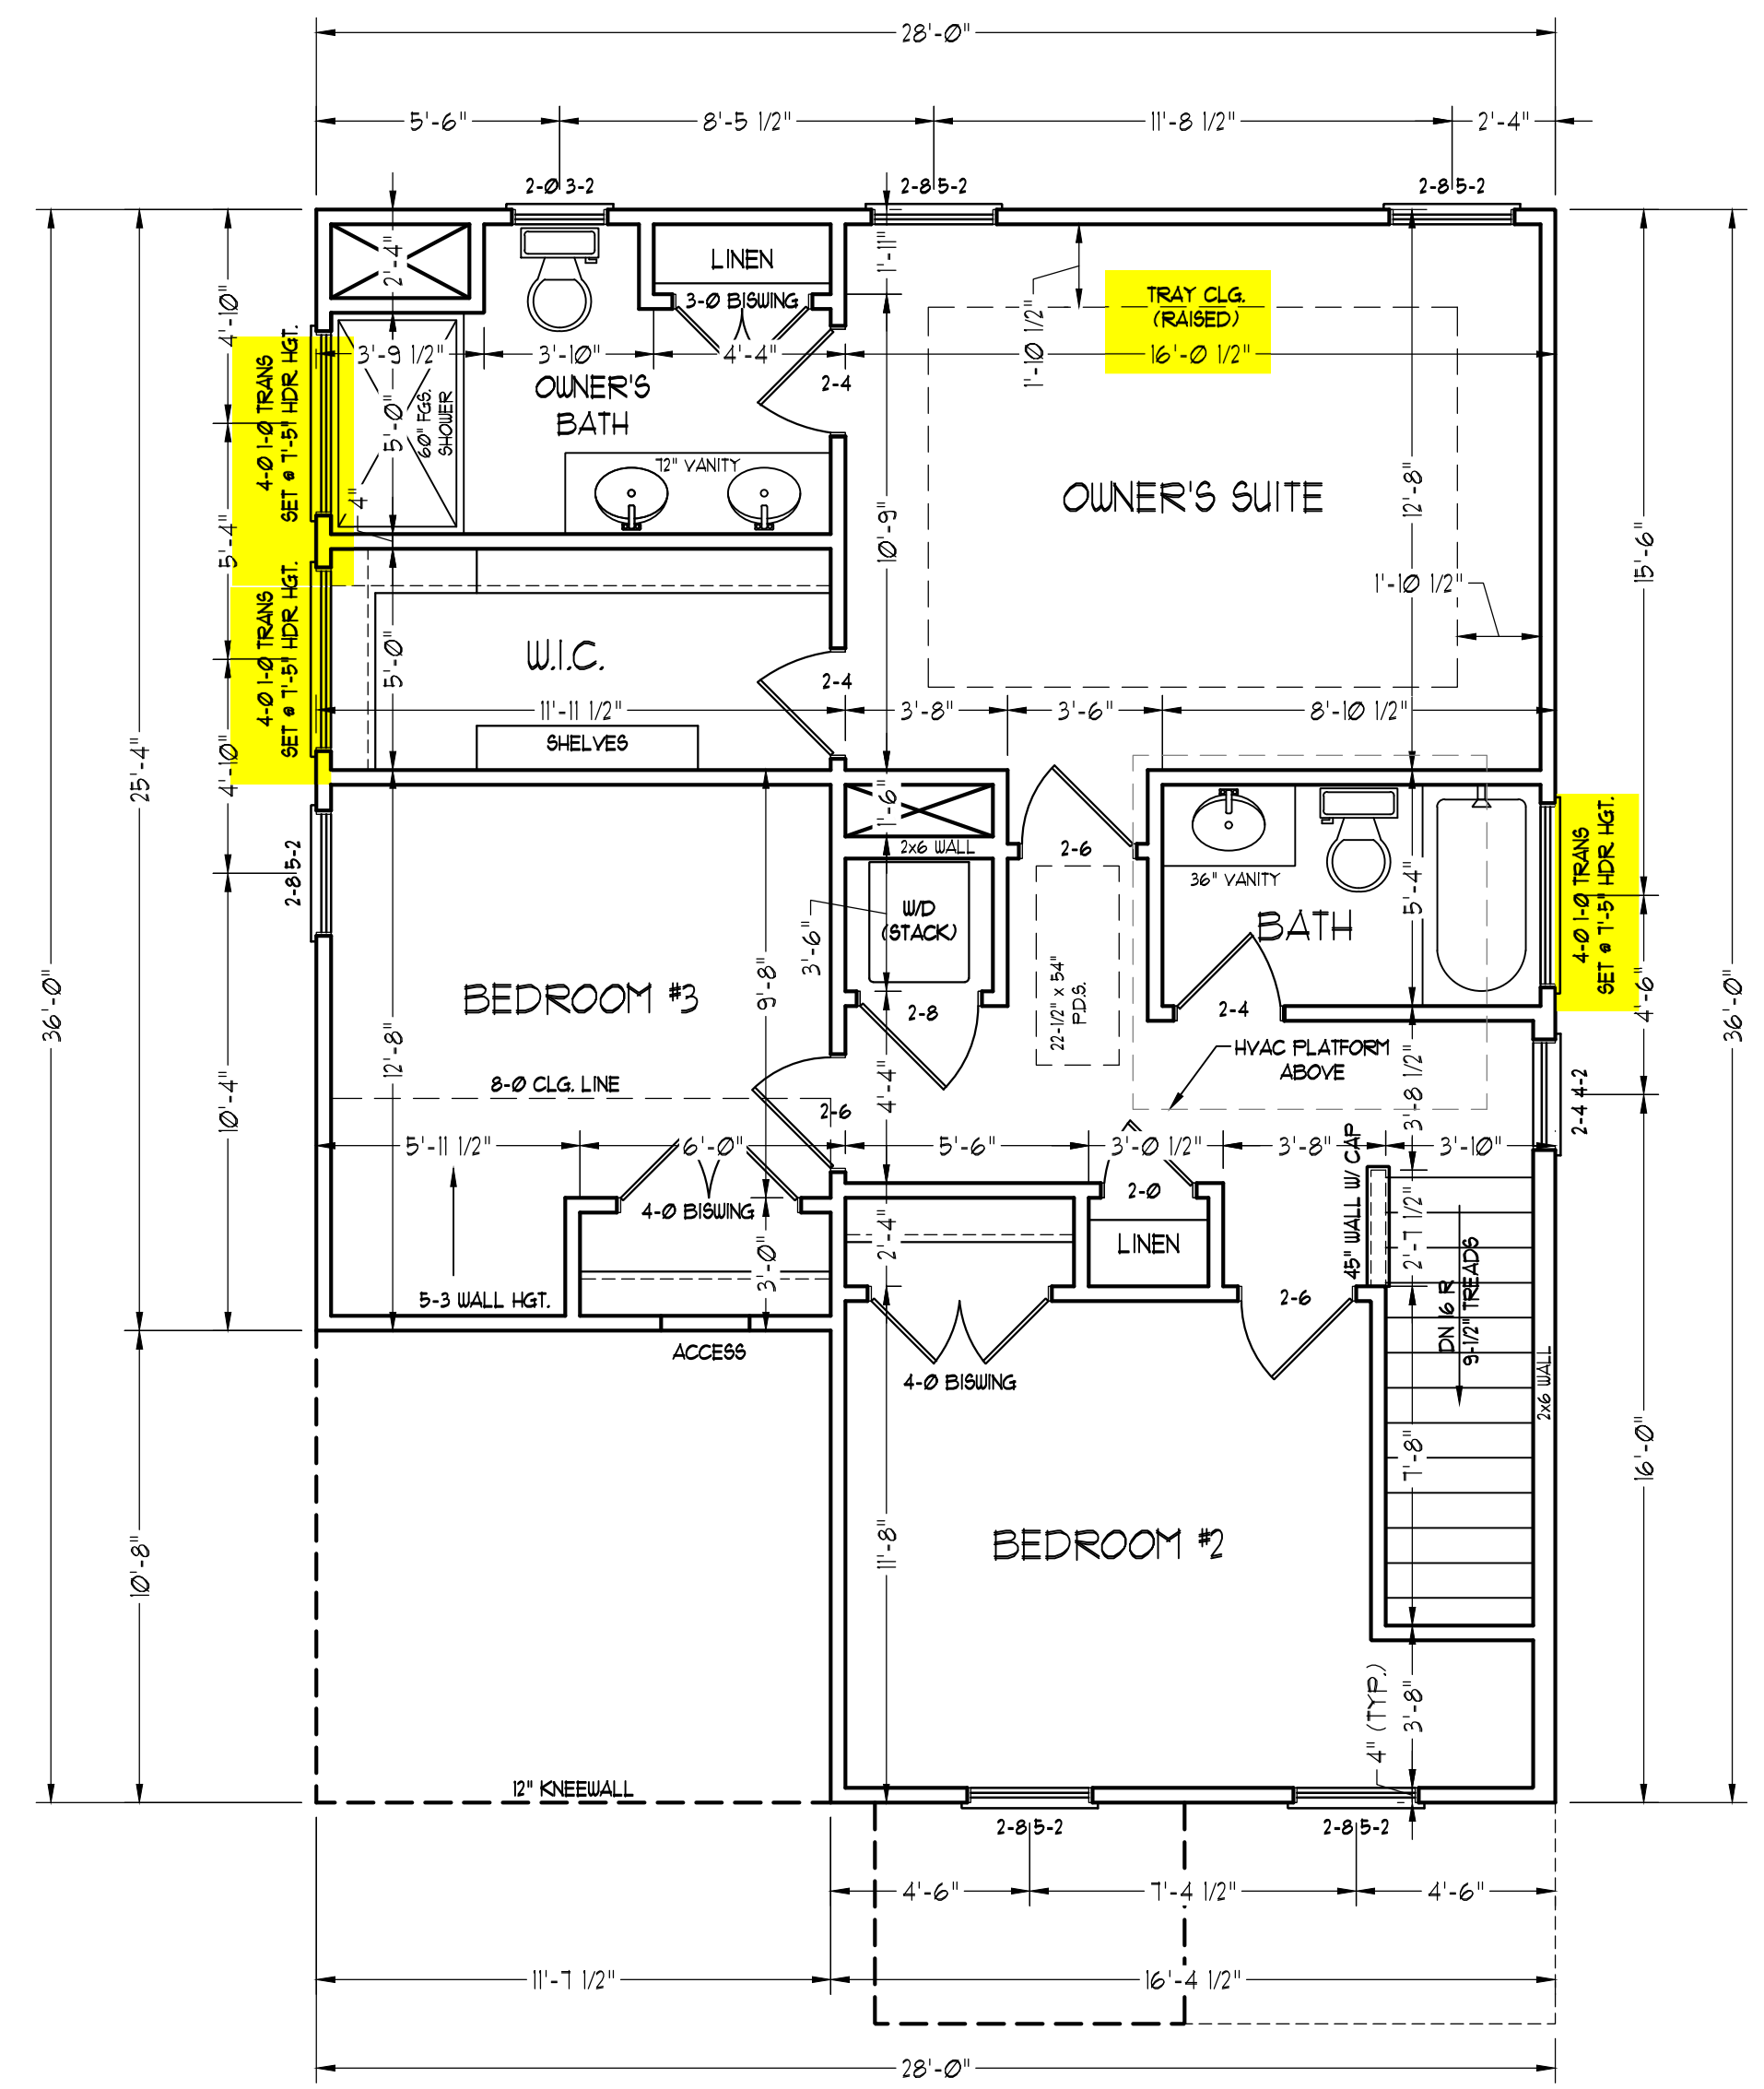 28'-0"
5'-6"
8'-5 1/2"
11'-8 1/2"
2'-4"
2-0 3-2
2-8 5-2
2-8 5-2
2'-4"
LINEN
3-0 BISWING
1'-11"
1'-10 1/2"
TRAY CLG.
(RAISED)
3'-9 1/2"
3'-10"
4'-4"
16'-0 1/2"
4'-10"
4-0 1-0 TRANS
SET @ 7'-5" HDR HGT.
OWNER'S
BATH
2-4
5'-0"
60" FGS.
SHOWER
4"
72" VANITY
OWNER'S SUITE
12'-8"
10'-9"
5'-4"
15'-6"
1'-10 1/2"
4-0 1-0 TRANS
SET @ 7'-5" HDR HGT.
5'-0"
W.I.C.
2-4
11'-11 1/2"
3'-8"
3'-6"
8'-10 1/2"
SHELVES
4'-10"
25'-4"
1'-6"
2x6 WALL
2-6
36" VANITY
4-0 1-0 TRANS
SET @ 7'-5" HDR HGT.
2-8 5-2
W/D
(STACK)
5'-4"
BATH
3'-6"
9'-8"
BEDROOM #3
2-8
22-1/2" x 54"
P.D.S.
2-4
4'-6"
36'-0"
36'-0"
HVAC PLATFORM
ABOVE
12'-8"
8-0 CLG. LINE
2-6
4'-4"
3'-8 1/2"
2-4 4-2
10'-4"
5'-11 1/2"
6'-0"
5'-6"
3'-0 1/2"
3'-8"
3'-10"
45" WALL W/ CAP
4-0 BISWING
2-0
LINEN
2'-4"
3'-0"
2'-7 1/2"
5-3 WALL HGT.
2-6
DN 16 R
9-1/2" TREADS
ACCESS
4-0 BISWING
2x6 WALL
7'-8"
16'-0"
11'-8"
BEDROOM #2
10'-8"
4" (TYP.)
3'-8"
12" KNEEWALL
2-8 5-2
2-8 5-2
4'-6"
7'-4 1/2"
4'-6"
11'-7 1/2"
16'-4 1/2"
28'-0"